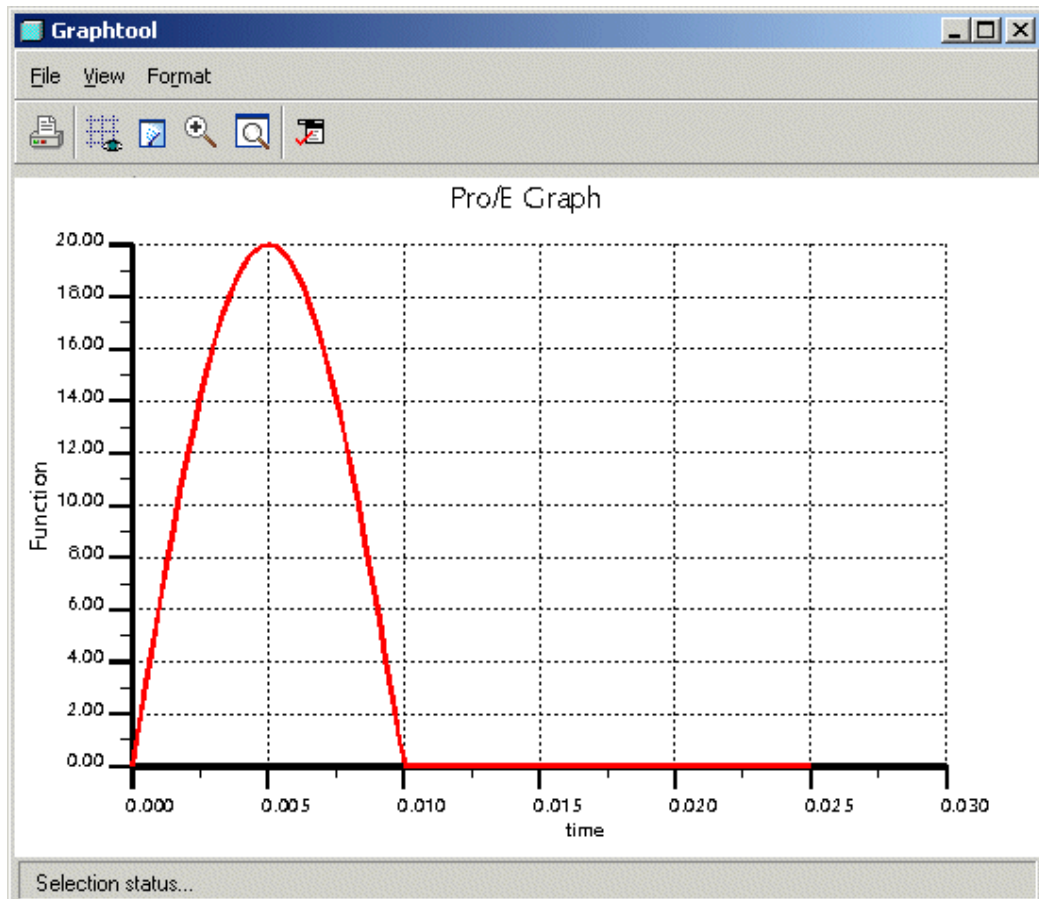 Graphtool
File View Format
Pro/E Graph
20.00
18.00
16.00
14.00
12.00
10.00
8.00
6.00
4.00
2.00
0.00
Function
0.000 0.005 0.010 0.015 0.020 0.025 0.030
time
Selection status...